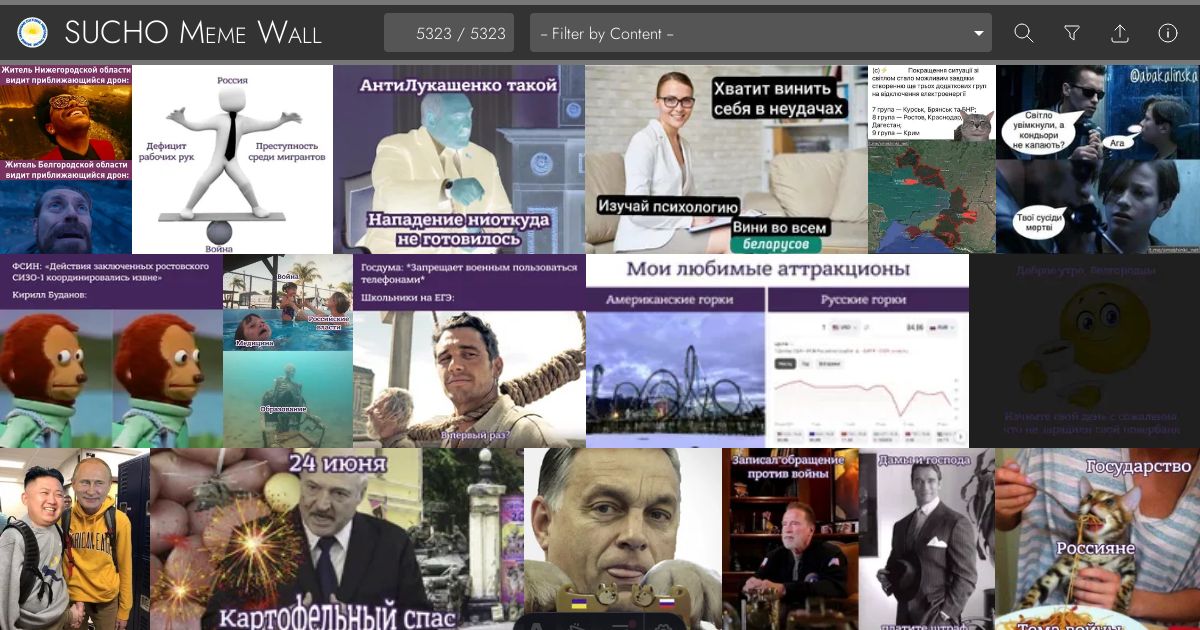 SUCHO MEME WALL
5323 / 5323
-- Filter by Content --
Житель Нижегородской области
видит приближающийся дрон:
Житель Белгородской области
видит приближающийся дрон:
Россия
Дефицит
рабочих рук
Преступность
среди мигрантов
Война
АнтиЛукашенко такой
Нападение ниоткуда
не готовилось
Хватит винить
себя в неудачах
Изучай психологию
Вини во всем
беларусов
Покращення ситуації зі
світлом стало можливим завдяки
створенню ще трьох додаткових груп
на відключення електроенергії
7 група — Курськ, Брянськ та БНР;
8 група — Ростов, Краснодар,
Дагестан;
9 група — Крим
@abakalinska
Світло
увімкнули, а
кондьори
не капають?
Ага
Твої сусіди
мертві
ФСИН: «Действия заключенных ростовского
СИЗО-1 координировались извне»
Кирилл Буданов:
Война
Российские
власти
Медицина
Образование
Госдума: *Запрещает военным пользоваться
телефонами*
Школьники на ЕГЭ:
В первый раз?
Мои любимые аттракционы
Американские горки
Русские горки
Доброе утро, белгородцы
Начните свой день с сожаления,
что не зарядили свой повербанк
24 июня
Картофельный спас
Записал обращение
против войны
Дамы и господа
платите штраф
Государство
Россияне
Тема войны